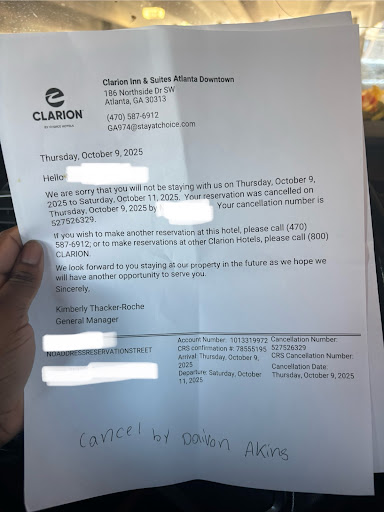 CLARION
BY CHOICE HOTELS
Clarion Inn & Suites Atlanta Downtown
186 Northside Dr SW
Atlanta, GA 30313
(470) 587-6912
GA974@stayatchoice.com
Thursday, October 9, 2025
Hello
We are sorry that you will not be staying with us on Thursday, October 9,
2025 to Saturday, October 11, 2025. Your reservation was cancelled on
Thursday, October 9, 2025 by Your cancellation number is
527526329.
If you wish to make another reservation at this hotel, please call (470)
587-6912; or to make reservations at other Clarion Hotels, please call (800)
CLARION.
We look forward to you staying at our property in the future as we hope we
will have another opportunity to serve you.
Sincerely,
Kimberly Thacker-Roche
General Manager
NOADDRESSRESERVATIONSTREET
Account Number: 1013319972
CRS confirmation #: 78555195
Arrival: Thursday, October 9,
2025
Departure: Saturday, October
11, 2025
Cancellation Number:
527526329
CRS Cancellation Number:
Cancellation Date:
Thursday, October 9, 2025
Cancel by Daivon Akins